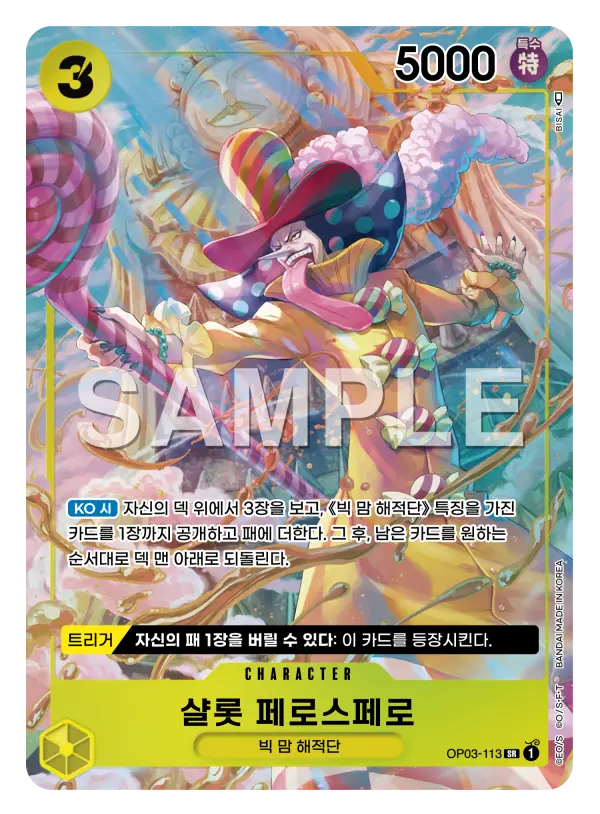 3
5000
특수
特
BISAI
SAMPLE
KO 시 자신의 덱 위에서 3장을 보고, 《빅 맘 해적단》 특징을 가진
카드를 1장까지 공개하고 패에 더한다. 그 후, 남은 카드를 원하는
순서대로 덱 맨 아래로 되돌린다.
트리거 자신의 패 1장을 버릴 수 있다: 이 카드를 등장시킨다.
CHARACTER
샬롯 페로스페로
빅 맘 해적단
OP03-113 SR 1
©E.O/S. ©O/S,F,T BANDAI MADE IN KOREA